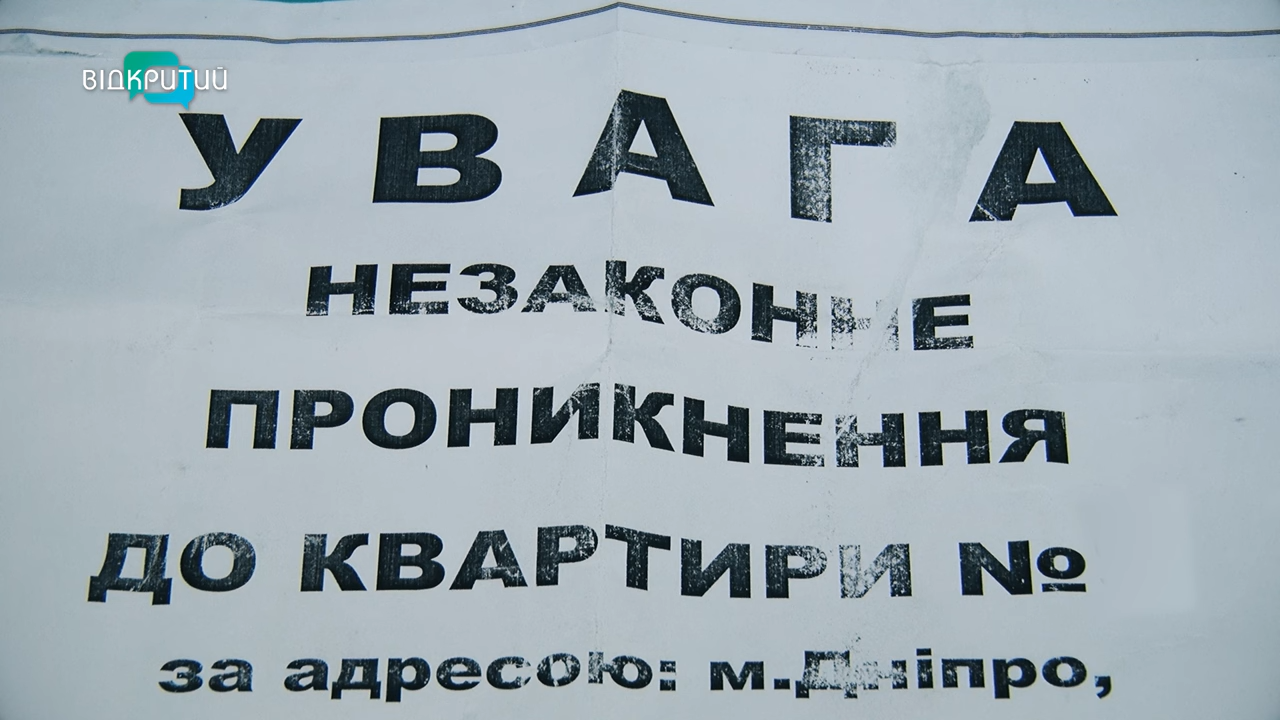 ВІДКРИТИЙ
УВАГА
НЕЗАКОННЕ
ПРОНИКНЕННЯ
ДО КВАРТИРИ №
за адресою: м.Дніпро,